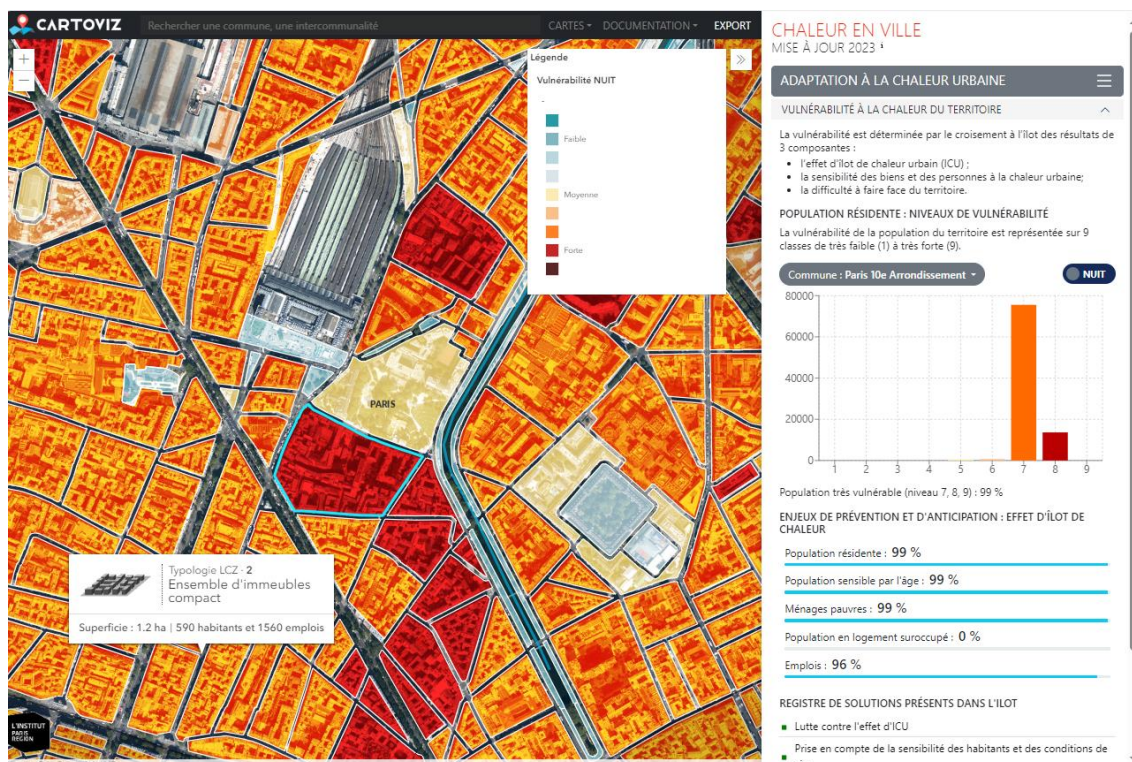 CARTOVIZ
Rechercher une commune, une intercommunalité
CARTES
DOCUMENTATION
EXPORT
+
−
Légende
»
Vulnérabilité NUIT
-
Faible
Moyenne
Forte
PARIS
Typologie LCZ · 2
Ensemble d'immeubles
compact
Superficie : 1.2 ha | 590 habitants et 1560 emplois
L'INSTITUT
PARIS
REGION
CHALEUR EN VILLE
MISE À JOUR 2023
ADAPTATION À LA CHALEUR URBAINE
VULNÉRABILITÉ À LA CHALEUR DU TERRITOIRE
La vulnérabilité est déterminée par le croisement à l'îlot des résultats de
3 composantes :
• l'effet d'îlot de chaleur urbain (ICU) ;
• la sensibilité des biens et des personnes à la chaleur urbaine;
• la difficulté à faire face du territoire.
POPULATION RÉSIDENTE : NIVEAUX DE VULNÉRABILITÉ
La vulnérabilité de la population du territoire est représentée sur 9
classes de très faible (1) à très forte (9).
Commune : Paris 10e Arrondissement
NUIT
80000
60000
40000
20000
0
1 2 3 4 5 6 7 8 9
Population très vulnérable (niveau 7, 8, 9) : 99 %
ENJEUX DE PRÉVENTION ET D'ANTICIPATION : EFFET D'ÎLOT DE
CHALEUR
Population résidente : 99 %
Population sensible par l'âge : 99 %
Ménages pauvres : 99 %
Population en logement suroccupé : 0 %
Emplois : 96 %
REGISTRE DE SOLUTIONS PRÉSENTS DANS L'ILOT
Lutte contre l'effet d'ICU
Prise en compte de la sensibilité des habitants et des conditions de